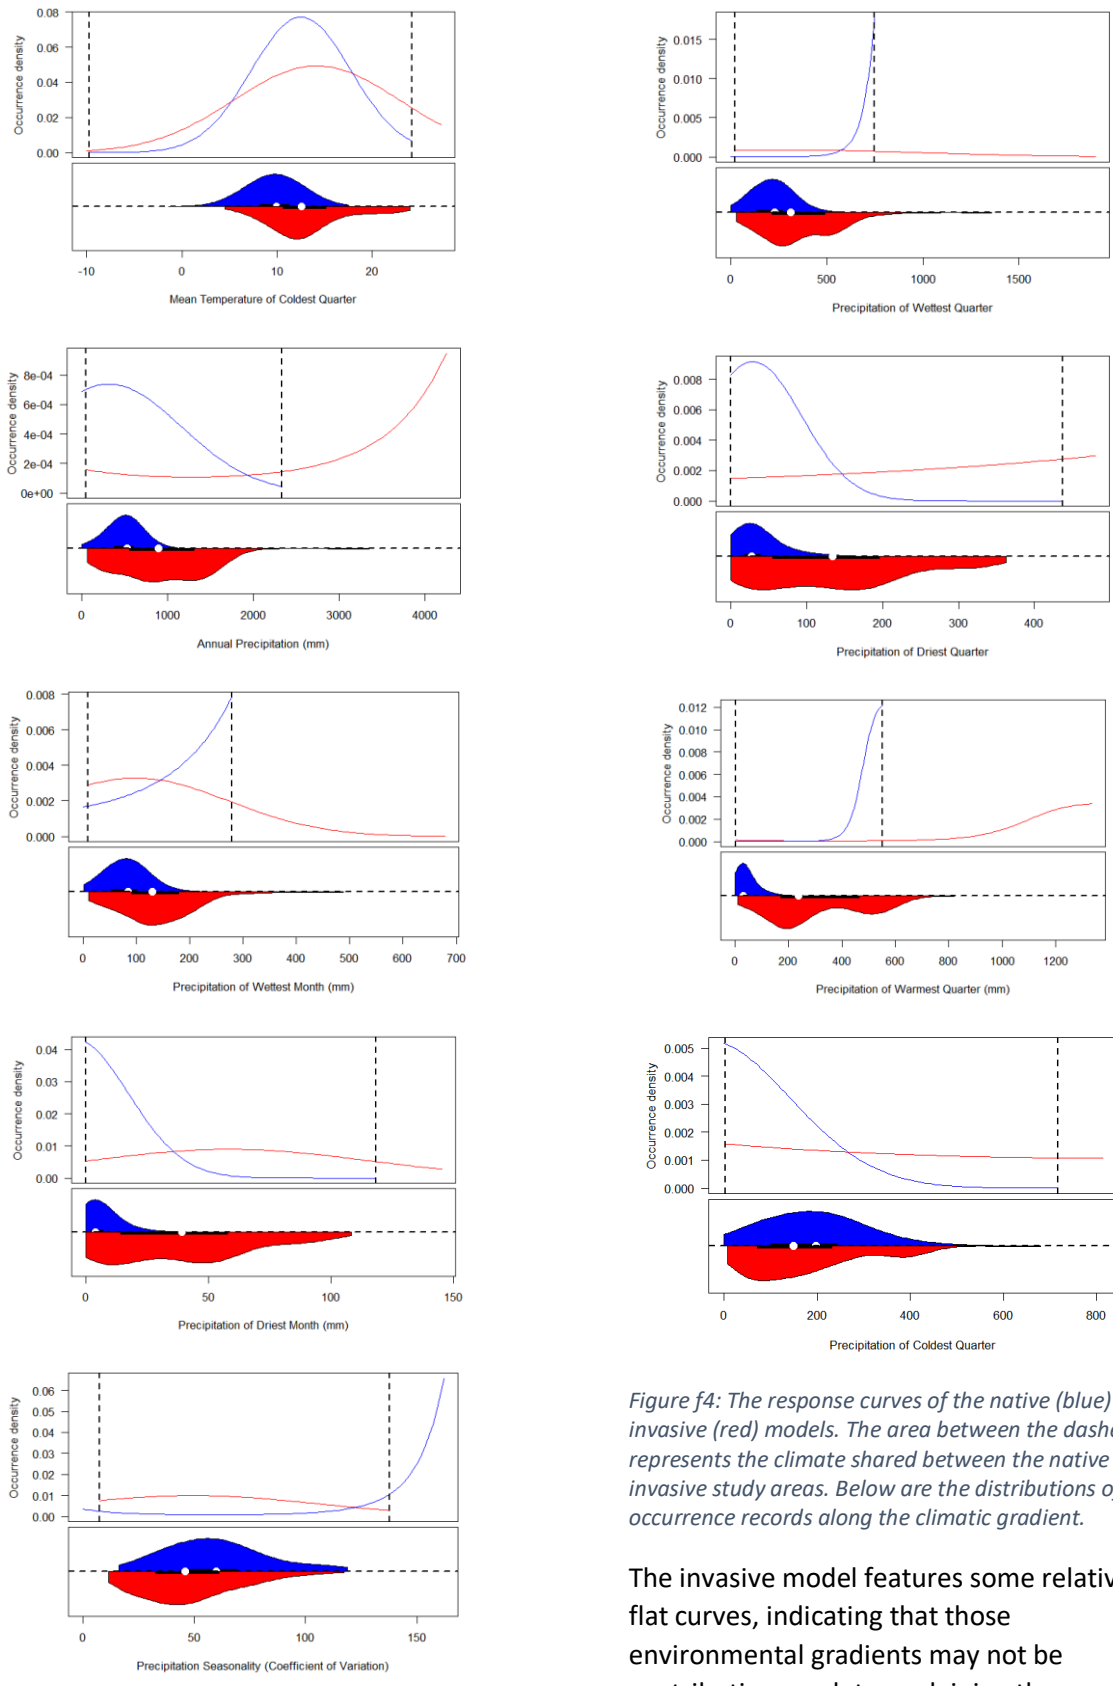 Occurrence density
0.08
0.06
0.04
0.02
0.00
-10 0 10 20
Mean Temperature of Coldest Quarter
Occurrence density
8e-04
6e-04
4e-04
2e-04
0e+00
0 1000 2000 3000 4000
Annual Precipitation (mm)
Occurrence density
0.008
0.006
0.004
0.002
0.000
0 100 200 300 400 500 600 700
Precipitation of Wettest Month (mm)
Occurrence density
0.04
0.03
0.02
0.01
0.00
0 50 100 150
Precipitation of Driest Month (mm)
Occurrence density
0.06
0.05
0.04
0.03
0.02
0.01
0.00
0 50 100 150
Precipitation Seasonality (Coefficient of Variation)
Occurrence density
0.015
0.010
0.005
0.000
0 500 1000 1500
Precipitation of Wettest Quarter
Occurrence density
0.008
0.006
0.004
0.002
0.000
0 100 200 300 400
Precipitation of Driest Quarter
Occurrence density
0.012
0.010
0.008
0.006
0.004
0.002
0.000
0 200 400 600 800 1000 1200
Precipitation of Warmest Quarter (mm)
Occurrence density
0.005
0.004
0.003
0.002
0.001
0.000
0 200 400 600 800
Precipitation of Coldest Quarter
Figure f4: The response curves of the native (blue)
invasive (red) models. The area between the dashe
represents the climate shared between the native
invasive study areas. Below are the distributions o
occurrence records along the climatic gradient.
The invasive model features some relativ
flat curves, indicating that those
environmental gradients may not be